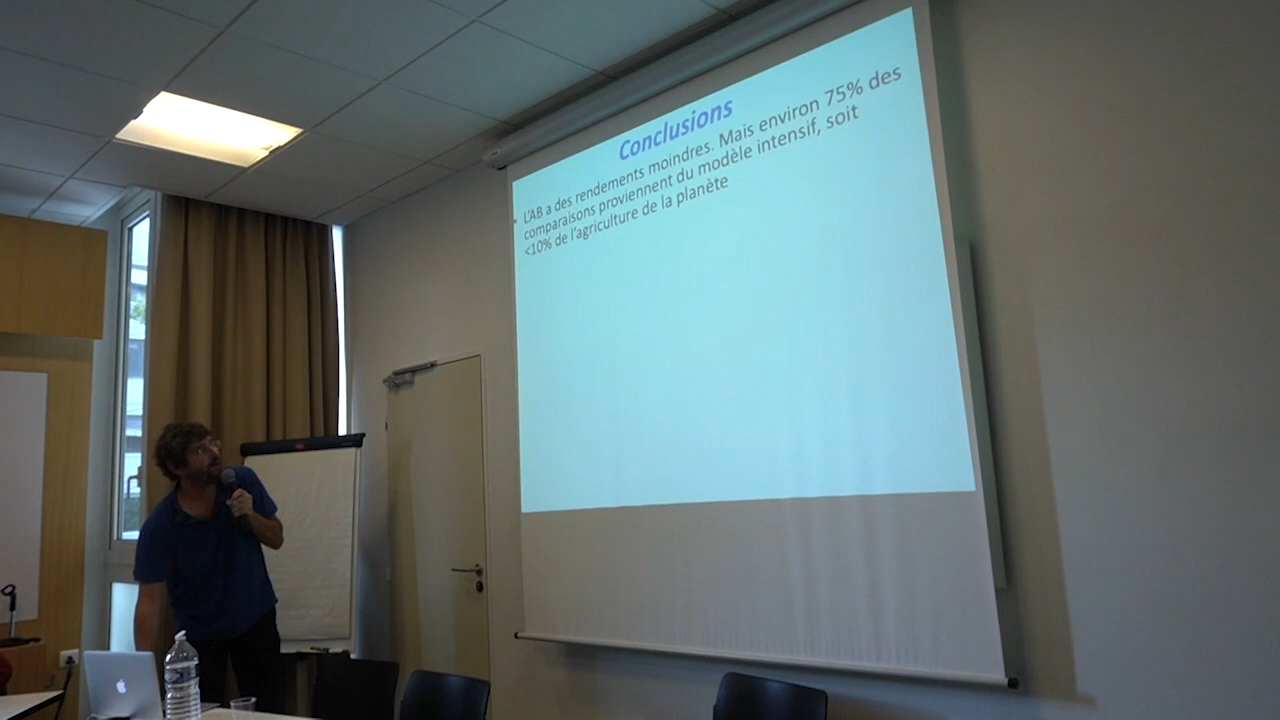 Conclusions
L'AB a des rendements moindres. Mais environ 75% des
comparaisons proviennent du modèle intensif, soit
<10% de l'agriculture de la planète